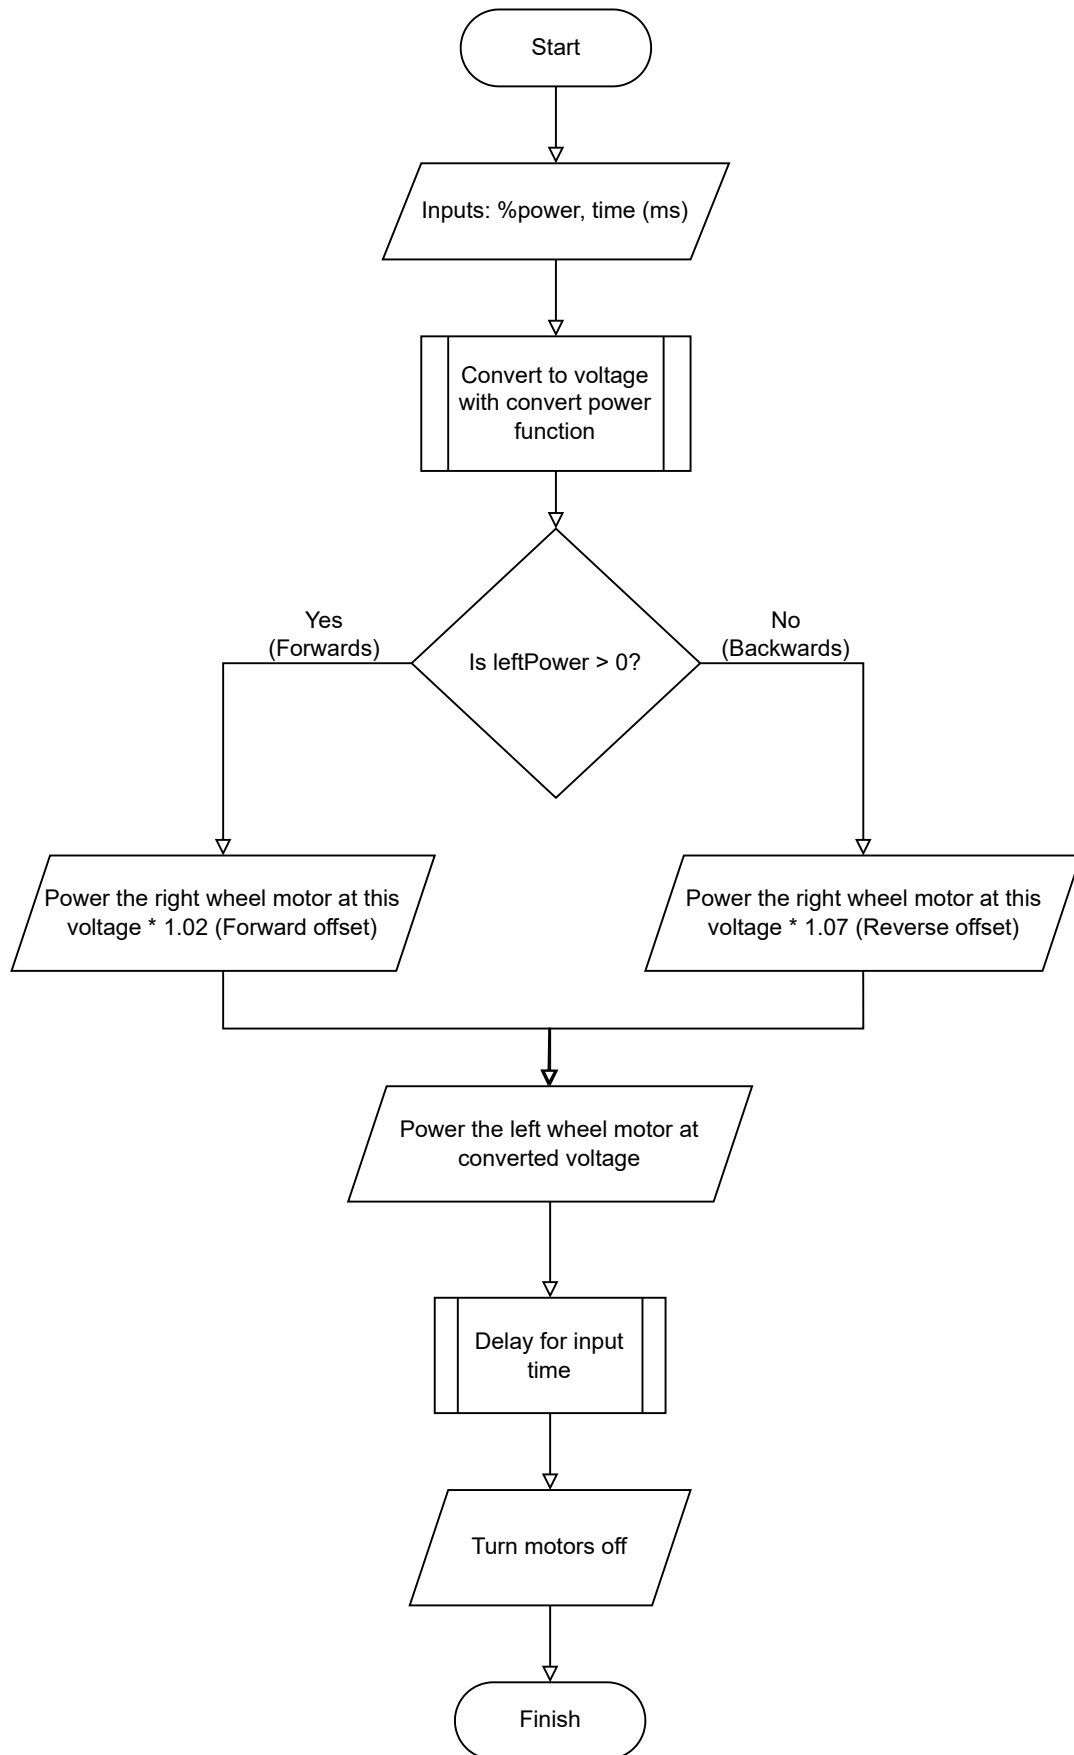 Start
Inputs: %power, time (ms)
Convert to voltage
with convert power
function
Is leftPower > 0?
Yes
(Forwards)
No
(Backwards)
Power the right wheel motor at this
voltage * 1.02 (Forward offset)
Power the right wheel motor at this
voltage * 1.07 (Reverse offset)
Power the left wheel motor at
converted voltage
Delay for input
time
Turn motors off
Finish